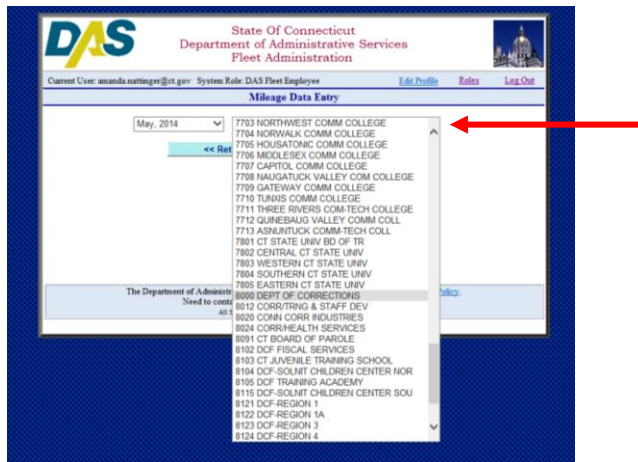 DAS
State Of Connecticut
Department of Administrative Services
Fleet Administration
Current User: amanda.nattinger@ct.gov System Role: DAS Fleet Employee Edit Profile Roles Log Out
Mileage Data Entry
May, 2014
7703 NORTHWEST COMM COLLEGE
7704 NORWALK COMM COLLEGE
7705 HOUSATONIC COMM COLLEGE
<< Ret
7706 MIDDLESEX COMM COLLEGE
7707 CAPITOL COMM COLLEGE
7708 NAUGATUCK VALLEY COM COLLEGE
7709 GATEWAY COMM COLLEGE
7710 TUNXIS COMM COLLEGE
7711 THREE RIVERS COM-TECH COLLEGE
7712 QUINEBAUG VALLEY COMM COLL
7713 ASNUNTUCK COMM-TECH COLL
7801 CT STATE UNIV BD OF TR
7802 CENTRAL CT STATE UNIV
7803 WESTERN CT STATE UNIV
7804 SOUTHERN CT STATE UNIV
7805 EASTERN CT STATE UNIV
The Department of Administr
8000 DEPT OF CORRECTIONS
Need to conta
8012 CORR/TRNG & STAFF DEV
All
8020 CONN CORR INDUSTRIES
8024 CORR/HEALTH SERVICES
8091 CT BOARD OF PAROLE
8102 DCF FISCAL SERVICES
8103 CT JUVENILE TRAINING SCHOOL
8104 DCF-SOLNIT CHILDREN CENTER NOR
8105 DCF TRAINING ACADEMY
8115 DCF-SOLNIT CHILDREN CENTER SOU
8121 DCF-REGION 1
8122 DCF-REGION 1A
8123 DCF-REGION 3
8124 DCF-REGION 4